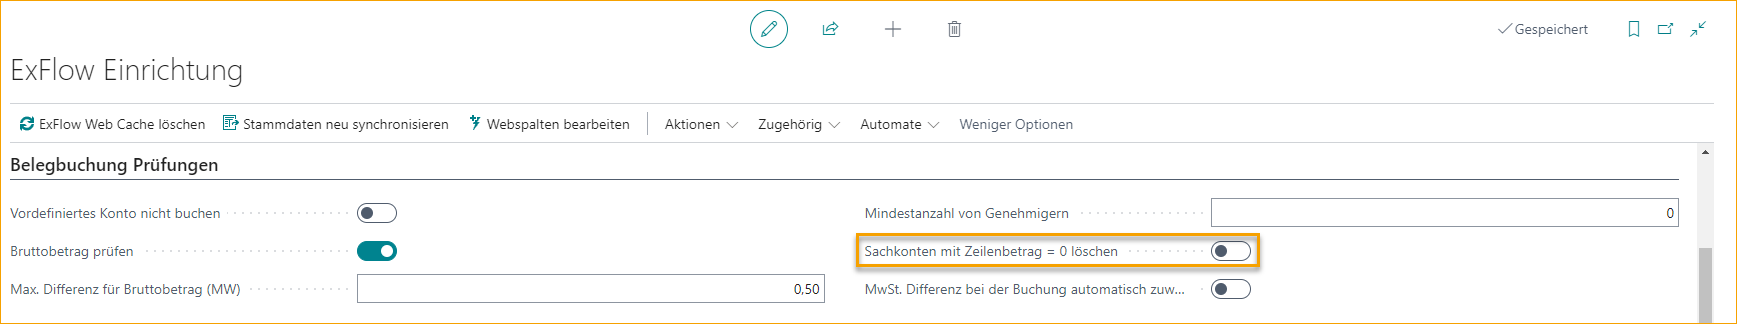 Gespeichert
ExFlow Einrichtung
ExFlow Web Cache löschen Stammdaten neu synchronisieren Webspalten bearbeiten Aktionen Zugehörig Automate Weniger Optionen
Belegbuchung Prüfungen
Vordefiniertes Konto nicht buchen
Mindestanzahl von Genehmigern 0
Bruttobetrag prüfen
Sachkonten mit Zeilenbetrag = 0 löschen
Max. Differenz für Bruttobetrag (MW) 0,50
MwSt. Differenz bei der Buchung automatisch zuw...